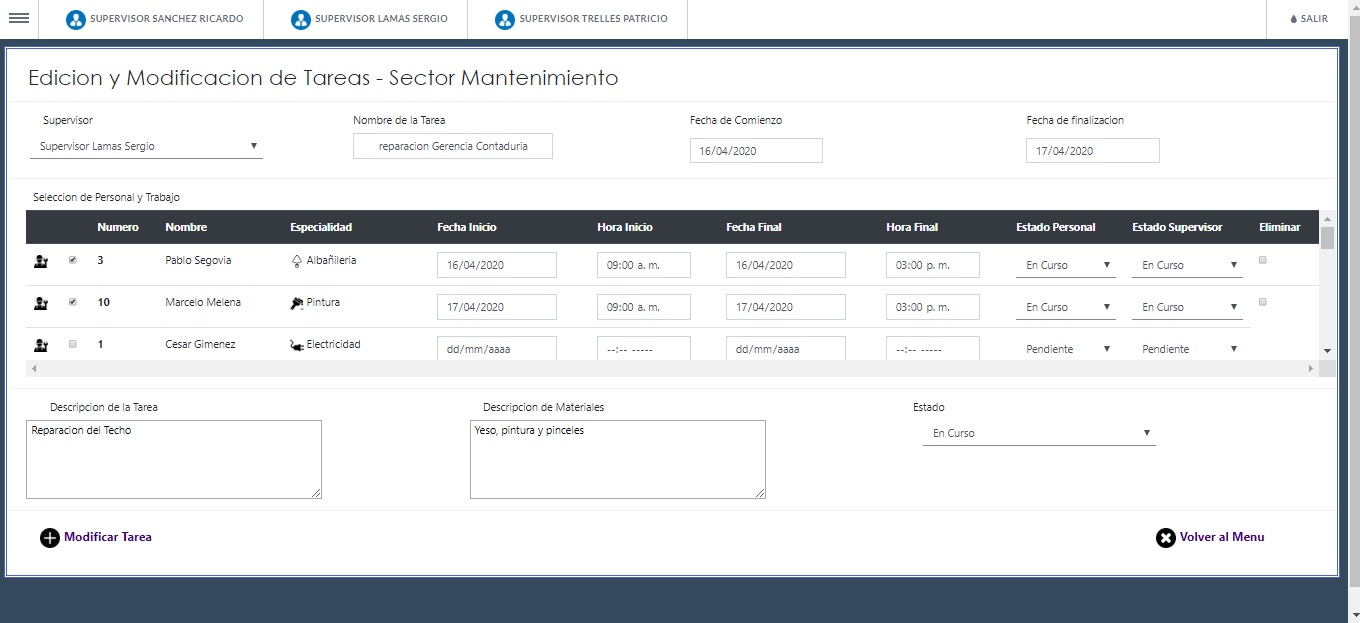 SUPERVISOR SANCHEZ RICARDO SUPERVISOR LAMAS SERGIO SUPERVISOR TRELLES PATRICIO SALIR
Edicion y Modificacion de Tareas - Sector Mantenimiento
Supervisor Nombre de la Tarea Fecha de Comienzo Fecha de finalizacion
Supervisor Lamas Sergio reparacion Gerencia Contaduria 16/04/2020 17/04/2020
Seleccion de Personal y Trabajo
Numero Nombre Especialidad Fecha Inicio Hora Inicio Fecha Final Hora Final Estado Personal Estado Supervisor Eliminar
3 Pablo Segovia Albañileria 16/04/2020 09:00 a. m. 16/04/2020 03:00 p. m. En Curso En Curso
10 Marcelo Melena Pintura 17/04/2020 09:00 a. m. 17/04/2020 03:00 p. m. En Curso En Curso
1 Cesar Gimenez Electricidad dd/mm/aaaa --:-- ----- dd/mm/aaaa --:-- ----- Pendiente Pendiente
Descripcion de la Tarea Descripcion de Materiales Estado
Reparacion del Techo Yeso, pintura y pinceles En Curso
Modificar Tarea Volver al Menu